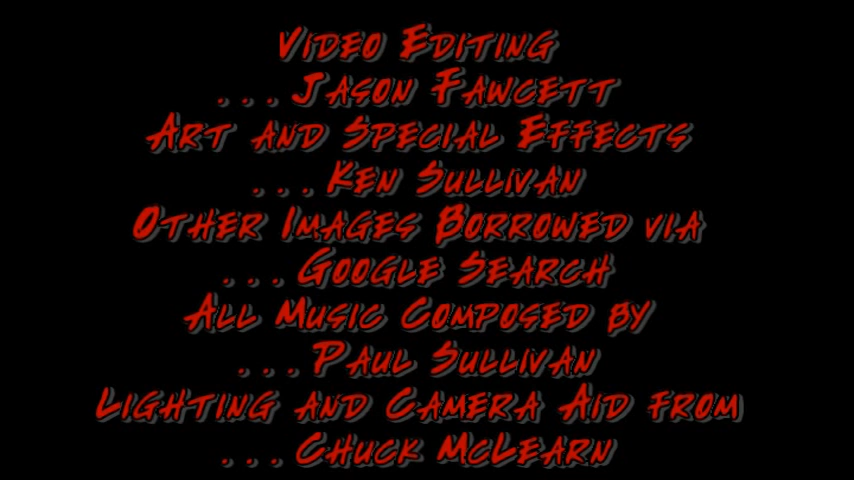 Video Editing
...Jason Fawcett
Art and Special Effects
...Ken Sullivan
Other Images Borrowed via
...Google Search
All Music Composed by
...Paul Sullivan
Lighting and Camera Aid from
...Chuck McLearn